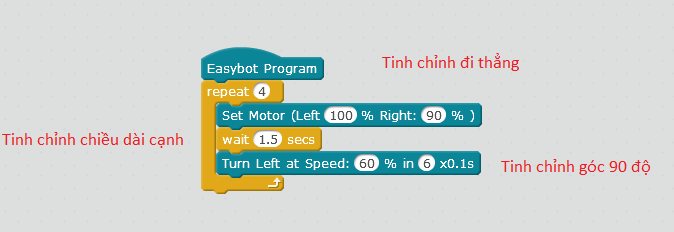 Tinh chỉnh đi thẳng
Easybot Program
repeat 4
Set Motor (Left 100 % Right: 90 % )
Tinh chỉnh chiều dài cạnh
wait 1.5 secs
Turn Left at Speed: 60 % in 6 x0.1s
Tinh chỉnh góc 90 độ